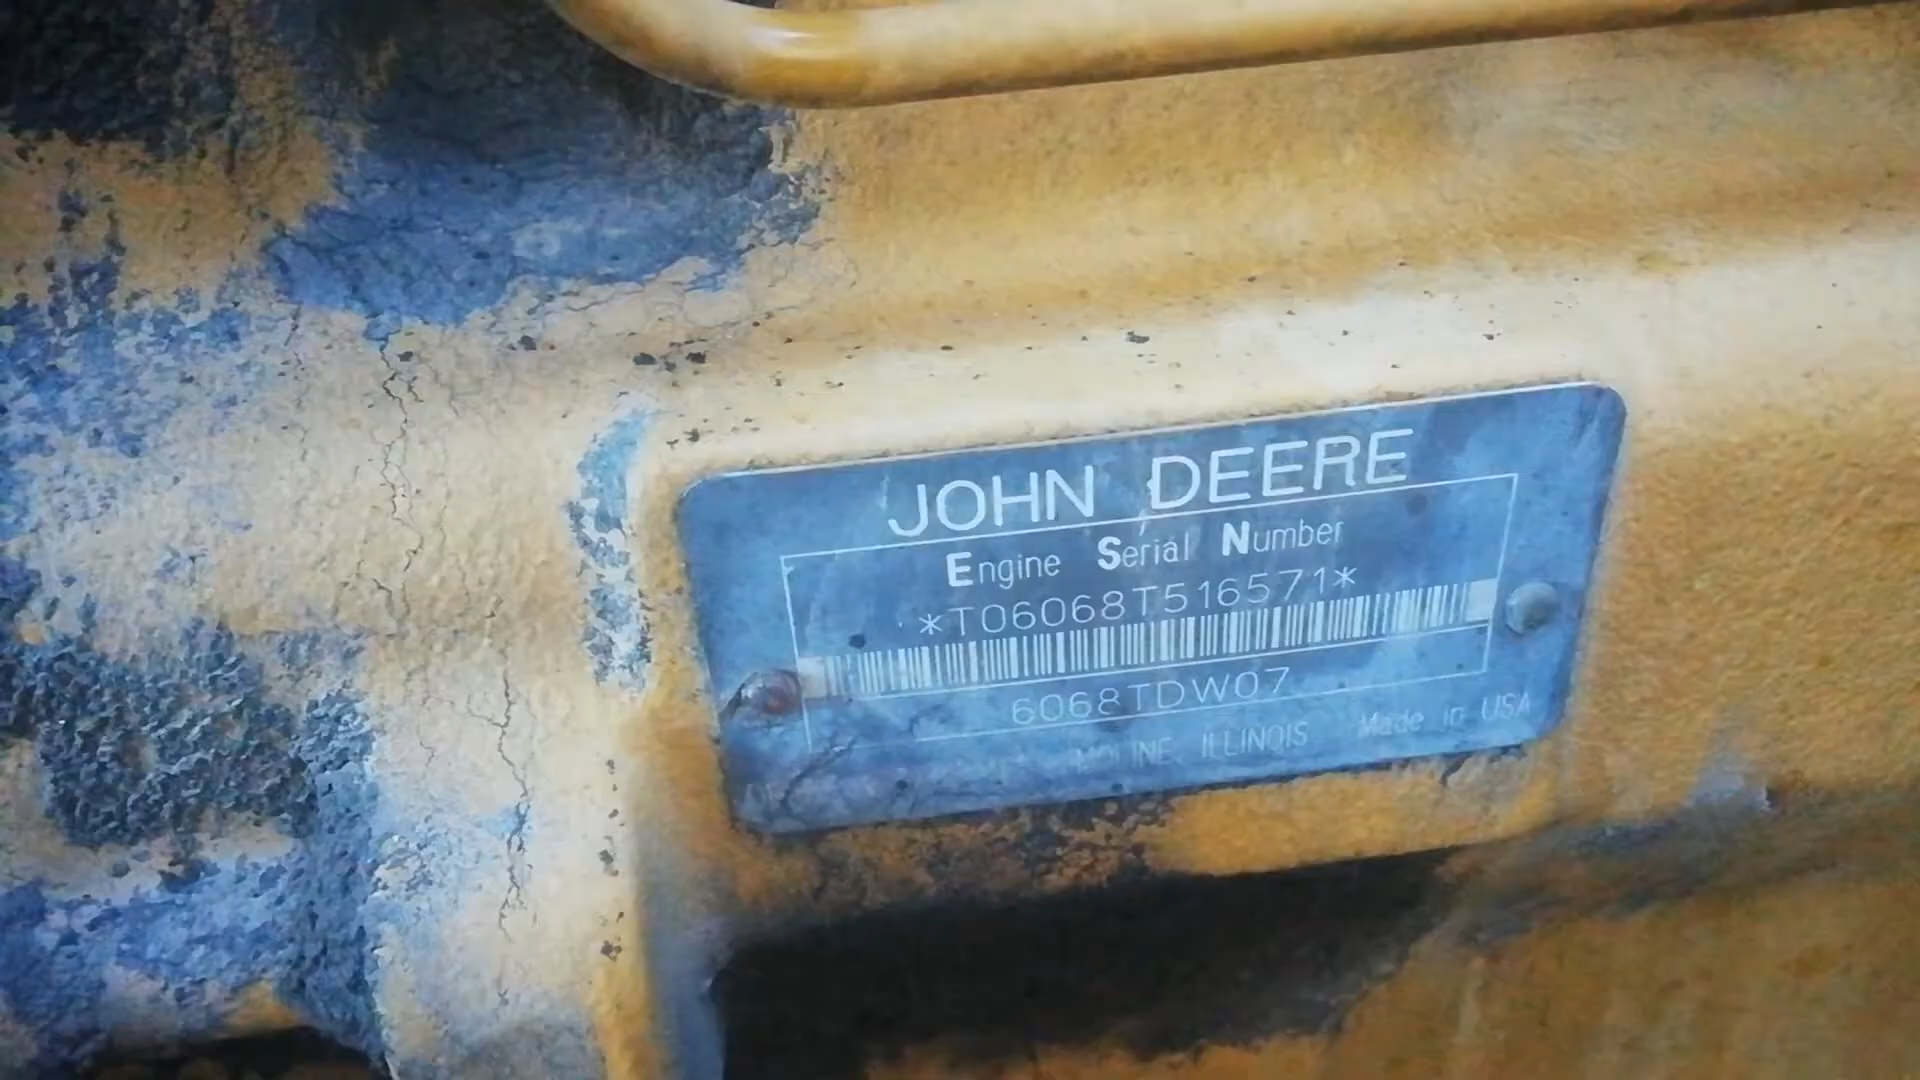 JOHN DEERE
Engine Serial Number
*T06068T516571*
6068TDW07
MOLINE, ILLINOIS Made in USA